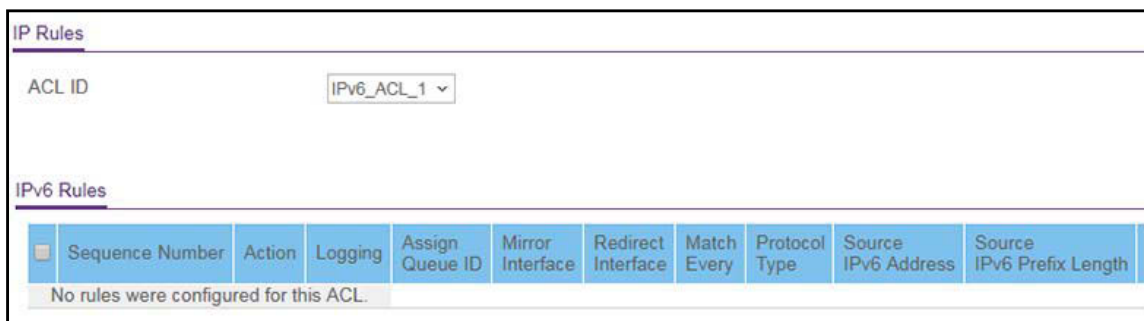 IP Rules
ACL ID IPv6_ACL_1
IPv6 Rules
Sequence Number Action Logging Assign Queue ID Mirror Interface Redirect Interface Match Every Protocol Type Source IPv6 Address Source IPv6 Prefix Length
No rules were configured for this ACL.